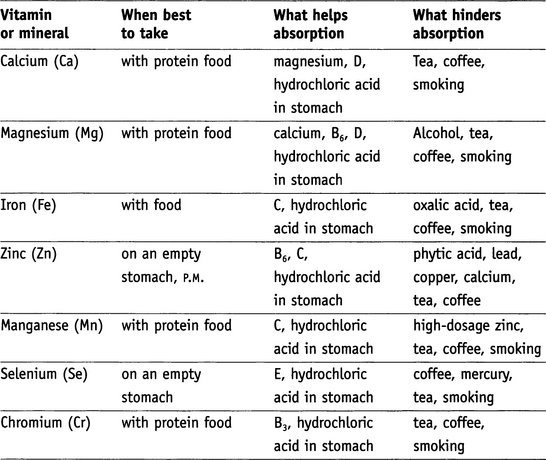 Vitamin or mineral | When best to take | What helps absorption | What hinders absorption
Calcium (Ca) | with protein food | magnesium, D, hydrochloric acid in stomach | Tea, coffee, smoking
Magnesium (Mg) | with protein food | calcium, B₆, D, hydrochloric acid in stomach | Alcohol, tea, coffee, smoking
Iron (Fe) | with food | C, hydrochloric acid in stomach | oxalic acid, tea, coffee, smoking
Zinc (Zn) | on an empty stomach, P.M. | B₆, C, hydrochloric acid in stomach | phytic acid, lead, copper, calcium, tea, coffee
Manganese (Mn) | with protein food | C, hydrochloric acid in stomach | high-dosage zinc, tea, coffee, smoking
Selenium (Se) | on an empty stomach | E, hydrochloric acid in stomach | coffee, mercury, tea, smoking
Chromium (Cr) | with protein food | B₃, hydrochloric acid in stomach | tea, coffee, smoking